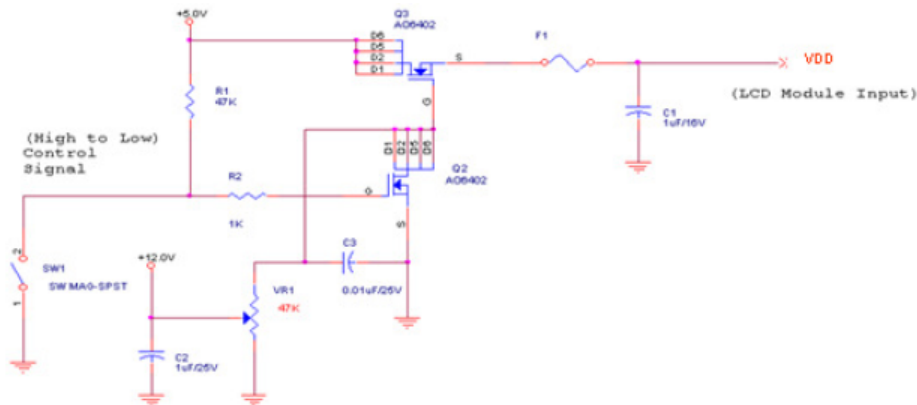 +5.0V
Q3
AO6402
D6
D5
D2
D1
S
G
F1
VDD
(LCD Module Input)
C1
1uF/16V
R1
47K
(High to Low)
Control
Signal
R2
1K
D1
D2
D5
D6
Q2
AO6402
G
S
2
SW1
SW MAG-SPST
1
+12.0V
C3
0.01uF/25V
VR1
47K
C2
1uF/25V